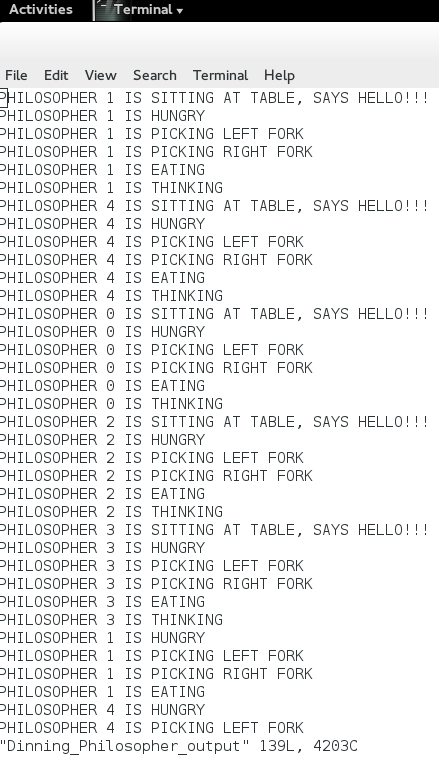 Activities Terminal
File Edit View Search Terminal Help
PHILOSOPHER 1 IS SITTING AT TABLE, SAYS HELLO!!!
PHILOSOPHER 1 IS HUNGRY
PHILOSOPHER 1 IS PICKING LEFT FORK
PHILOSOPHER 1 IS PICKING RIGHT FORK
PHILOSOPHER 1 IS EATING
PHILOSOPHER 1 IS THINKING
PHILOSOPHER 4 IS SITTING AT TABLE, SAYS HELLO!!!
PHILOSOPHER 4 IS HUNGRY
PHILOSOPHER 4 IS PICKING LEFT FORK
PHILOSOPHER 4 IS PICKING RIGHT FORK
PHILOSOPHER 4 IS EATING
PHILOSOPHER 4 IS THINKING
PHILOSOPHER 0 IS SITTING AT TABLE, SAYS HELLO!!!
PHILOSOPHER 0 IS HUNGRY
PHILOSOPHER 0 IS PICKING LEFT FORK
PHILOSOPHER 0 IS PICKING RIGHT FORK
PHILOSOPHER 0 IS EATING
PHILOSOPHER 0 IS THINKING
PHILOSOPHER 2 IS SITTING AT TABLE, SAYS HELLO!!!
PHILOSOPHER 2 IS HUNGRY
PHILOSOPHER 2 IS PICKING LEFT FORK
PHILOSOPHER 2 IS PICKING RIGHT FORK
PHILOSOPHER 2 IS EATING
PHILOSOPHER 2 IS THINKING
PHILOSOPHER 3 IS SITTING AT TABLE, SAYS HELLO!!!
PHILOSOPHER 3 IS HUNGRY
PHILOSOPHER 3 IS PICKING LEFT FORK
PHILOSOPHER 3 IS PICKING RIGHT FORK
PHILOSOPHER 3 IS EATING
PHILOSOPHER 3 IS THINKING
PHILOSOPHER 1 IS HUNGRY
PHILOSOPHER 1 IS PICKING LEFT FORK
PHILOSOPHER 1 IS PICKING RIGHT FORK
PHILOSOPHER 1 IS EATING
PHILOSOPHER 4 IS HUNGRY
PHILOSOPHER 4 IS PICKING LEFT FORK
"Dinning_Philosopher_output" 139L, 4203C